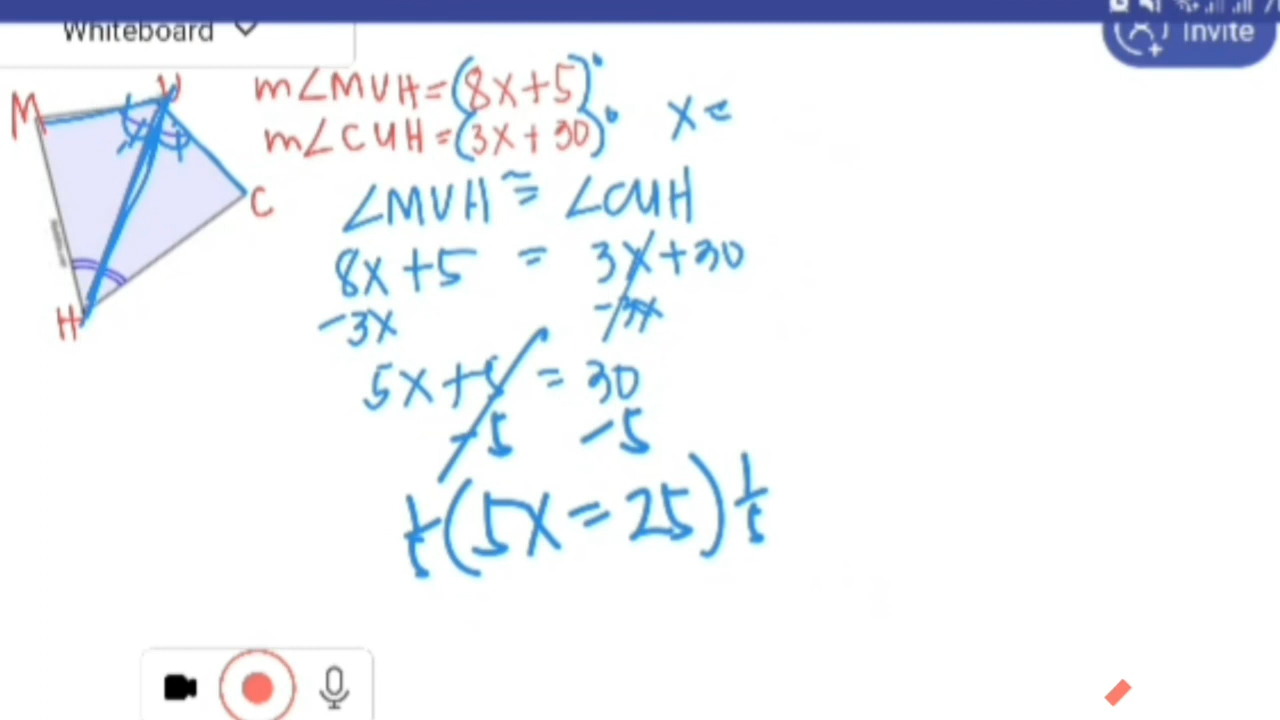 Whiteboard
Invite
M
U
C
H
m∠MUH=(8x+5)°
m∠CUH=(3x+30)°
x=
∠MUH ≅ ∠CUH
8x+5 = 3x+30
-3x -3x
5x+5 = 30
-5 -5
1/5(5x=25)1/5